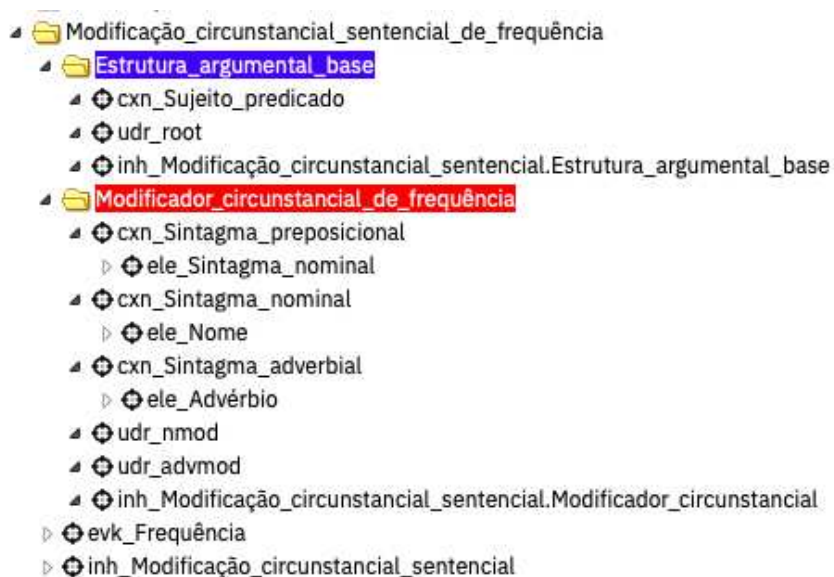 Modificação_circunstancial_sentencial_de_frequência
Estrutura_argumental_base
cxn_Sujeito_predicado
udr_root
inh_Modificação_circunstancial_sentencial.Estrutura_argumental_base
Modificador_circunstancial_de_frequência
cxn_Sintagma_preposicional
ele_Sintagma_nominal
cxn_Sintagma_nominal
ele_Nome
cxn_Sintagma_adverbial
ele_Advérbio
udr_nmod
udr_advmod
inh_Modificação_circunstancial_sentencial.Modificador_circunstancial
evk_Frequência
inh_Modificação_circunstancial_sentencial